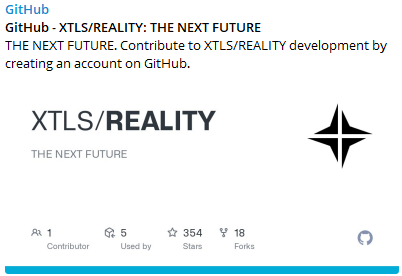 GitHub
GitHub - XTLS/REALITY: THE NEXT FUTURE
THE NEXT FUTURE. Contribute to XTLS/REALITY development by
creating an account on GitHub.
XTLS/REALITY
THE NEXT FUTURE
1 5 354 18
Contributor Used by Stars Forks